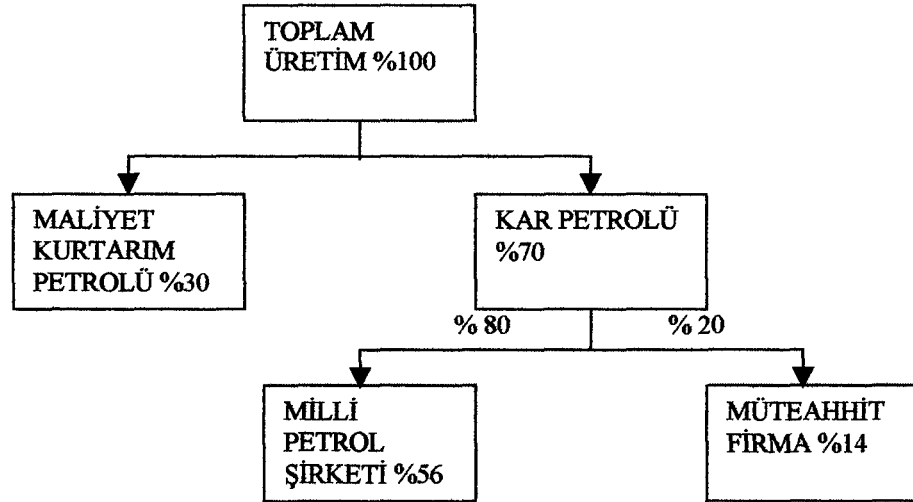 TOPLAM
ÜRETİM %100
MALİYET
KURTARIM
PETROLÜ %30
KAR PETROLÜ
%70
% 80
% 20
MİLLİ
PETROL
ŞİRKETİ %56
MÜTEAHHİT
FİRMA %14